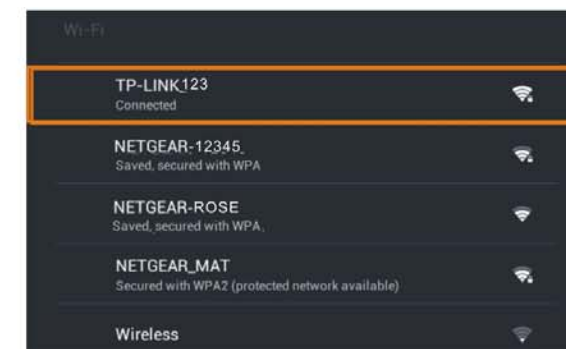 Wi-Fi
TP-LINK_123
Connected
NETGEAR-12345
Saved, secured with WPA
NETGEAR-ROSE
Saved, secured with WPA.
NETGEAR_MAT
Secured with WPA2 (protected network available)
Wireless